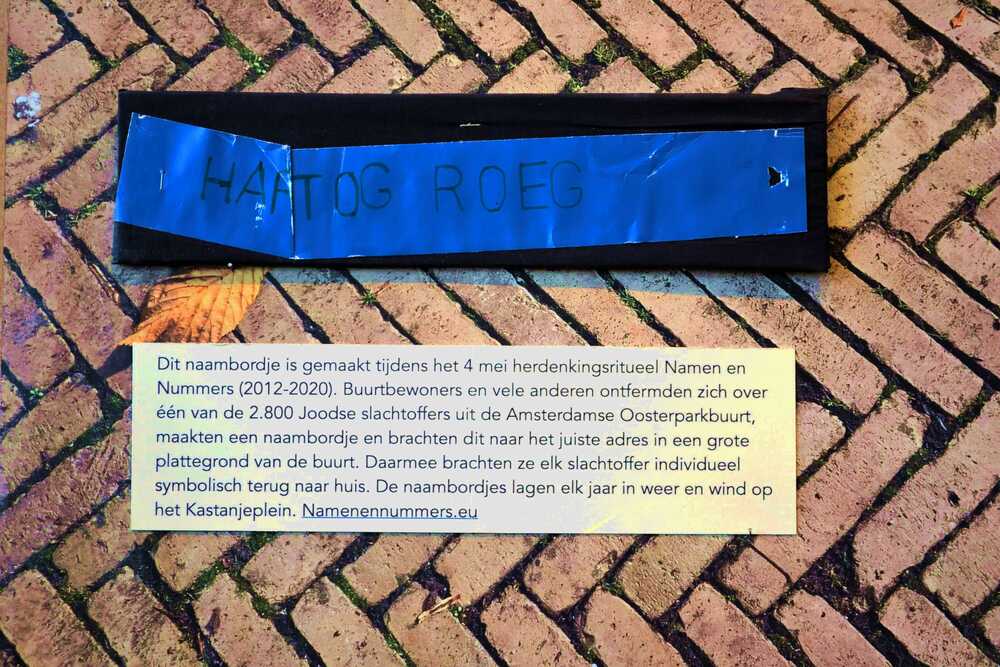 HARTOG ROEG
Dit naambordje is gemaakt tijdens het 4 mei herdenkingsritueel Namen en
Nummers (2012-2020). Buurtbewoners en vele anderen ontfermden zich over
één van de 2.800 Joodse slachtoffers uit de Amsterdamse Oosterparkbuurt,
maakten een naambordje en brachten dit naar het juiste adres in een grote
plattegrond van de buurt. Daarmee brachten ze elk slachtoffer individueel
symbolisch terug naar huis. De naambordjes lagen elk jaar in weer en wind op
het Kastanjeplein. Namenennummers.eu